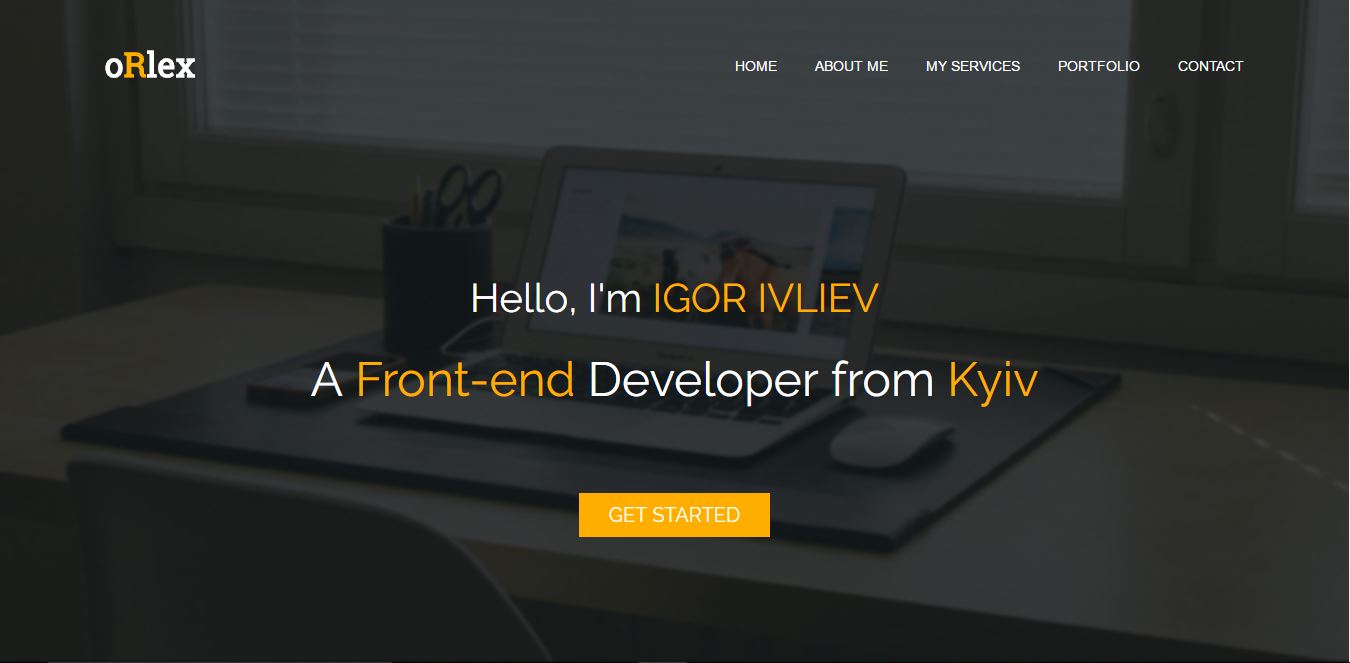 oRlex
HOME ABOUT ME MY SERVICES PORTFOLIO CONTACT
Hello, I'm IGOR IVLIEV
A Front-end Developer from Kyiv
GET STARTED